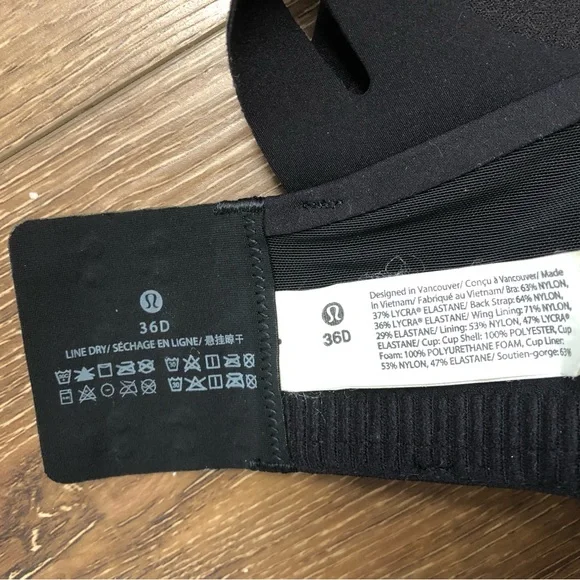 36D
LINE DRY/ SÉCHAGE EN LIGNE/ 悬挂晾干
36D
Designed in Vancouver/ Conçu à Vancouver/ Made
in Vietnam/ Fabriqué au Vietnam/ Bra: 63% NYLON,
37% LYCRA® ELASTANE/ Back Strap: 64% NYLON,
36% LYCRA® ELASTANE/ Wing Lining: 71% NYLON,
29% ELASTANE/ Lining: 53% NYLON, 47% LYCRA®
ELASTANE/ Cup: Cup Shell: 100% POLYESTER, Cup
Foam: 100% POLYURETHANE FOAM, Cup Liner:
53% NYLON, 47% ELASTANE/ Soutien-gorge: 63%